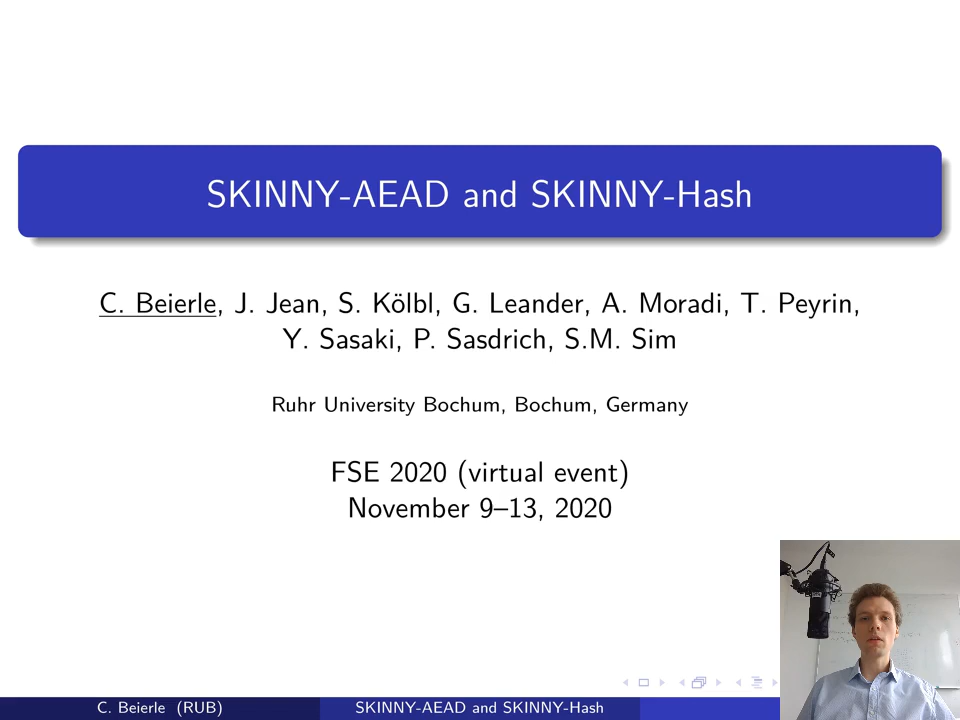 SKINNY-AEAD and SKINNY-Hash
C. Beierle, J. Jean, S. Kölbl, G. Leander, A. Moradi, T. Peyrin,
Y. Sasaki, P. Sasdrich, S.M. Sim
Ruhr University Bochum, Bochum, Germany
FSE 2020 (virtual event)
November 9–13, 2020
C. Beierle (RUB)
SKINNY-AEAD and SKINNY-Hash